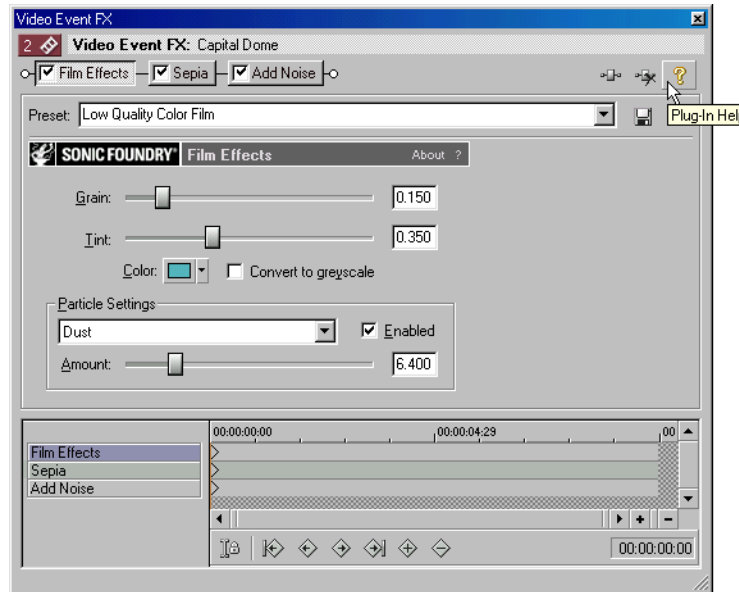 Video Event FX
2 Video Event FX: Capital Dome
Film Effects Sepia Add Noise
Preset: Low Quality Color Film
Plug-In Hel
SONIC FOUNDRY® Film Effects About ?
Grain: 0.150
Tint: 0.350
Color: Convert to greyscale
Particle Settings
Dust Enabled
Amount: 6.400
00:00:00:00 00:00:04:29 00
Film Effects
Sepia
Add Noise
00:00:00:00